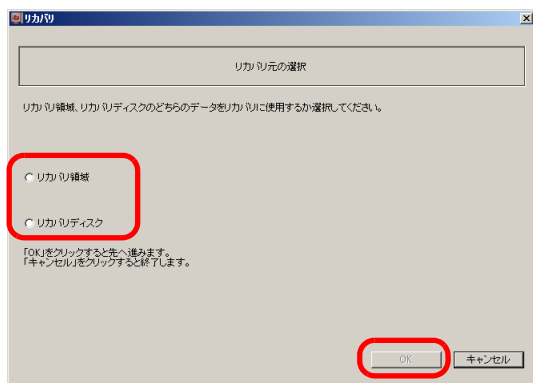 リカバリ
リカバリ元の選択
リカバリ領域、リカバリディスクのどちらのデータをリカバリに使用するか選択してください。
リカバリ領域
リカバリディスク
「OK」をクリックすると先へ進みます。
「キャンセル」をクリックすると終了します。
OK キャンセル